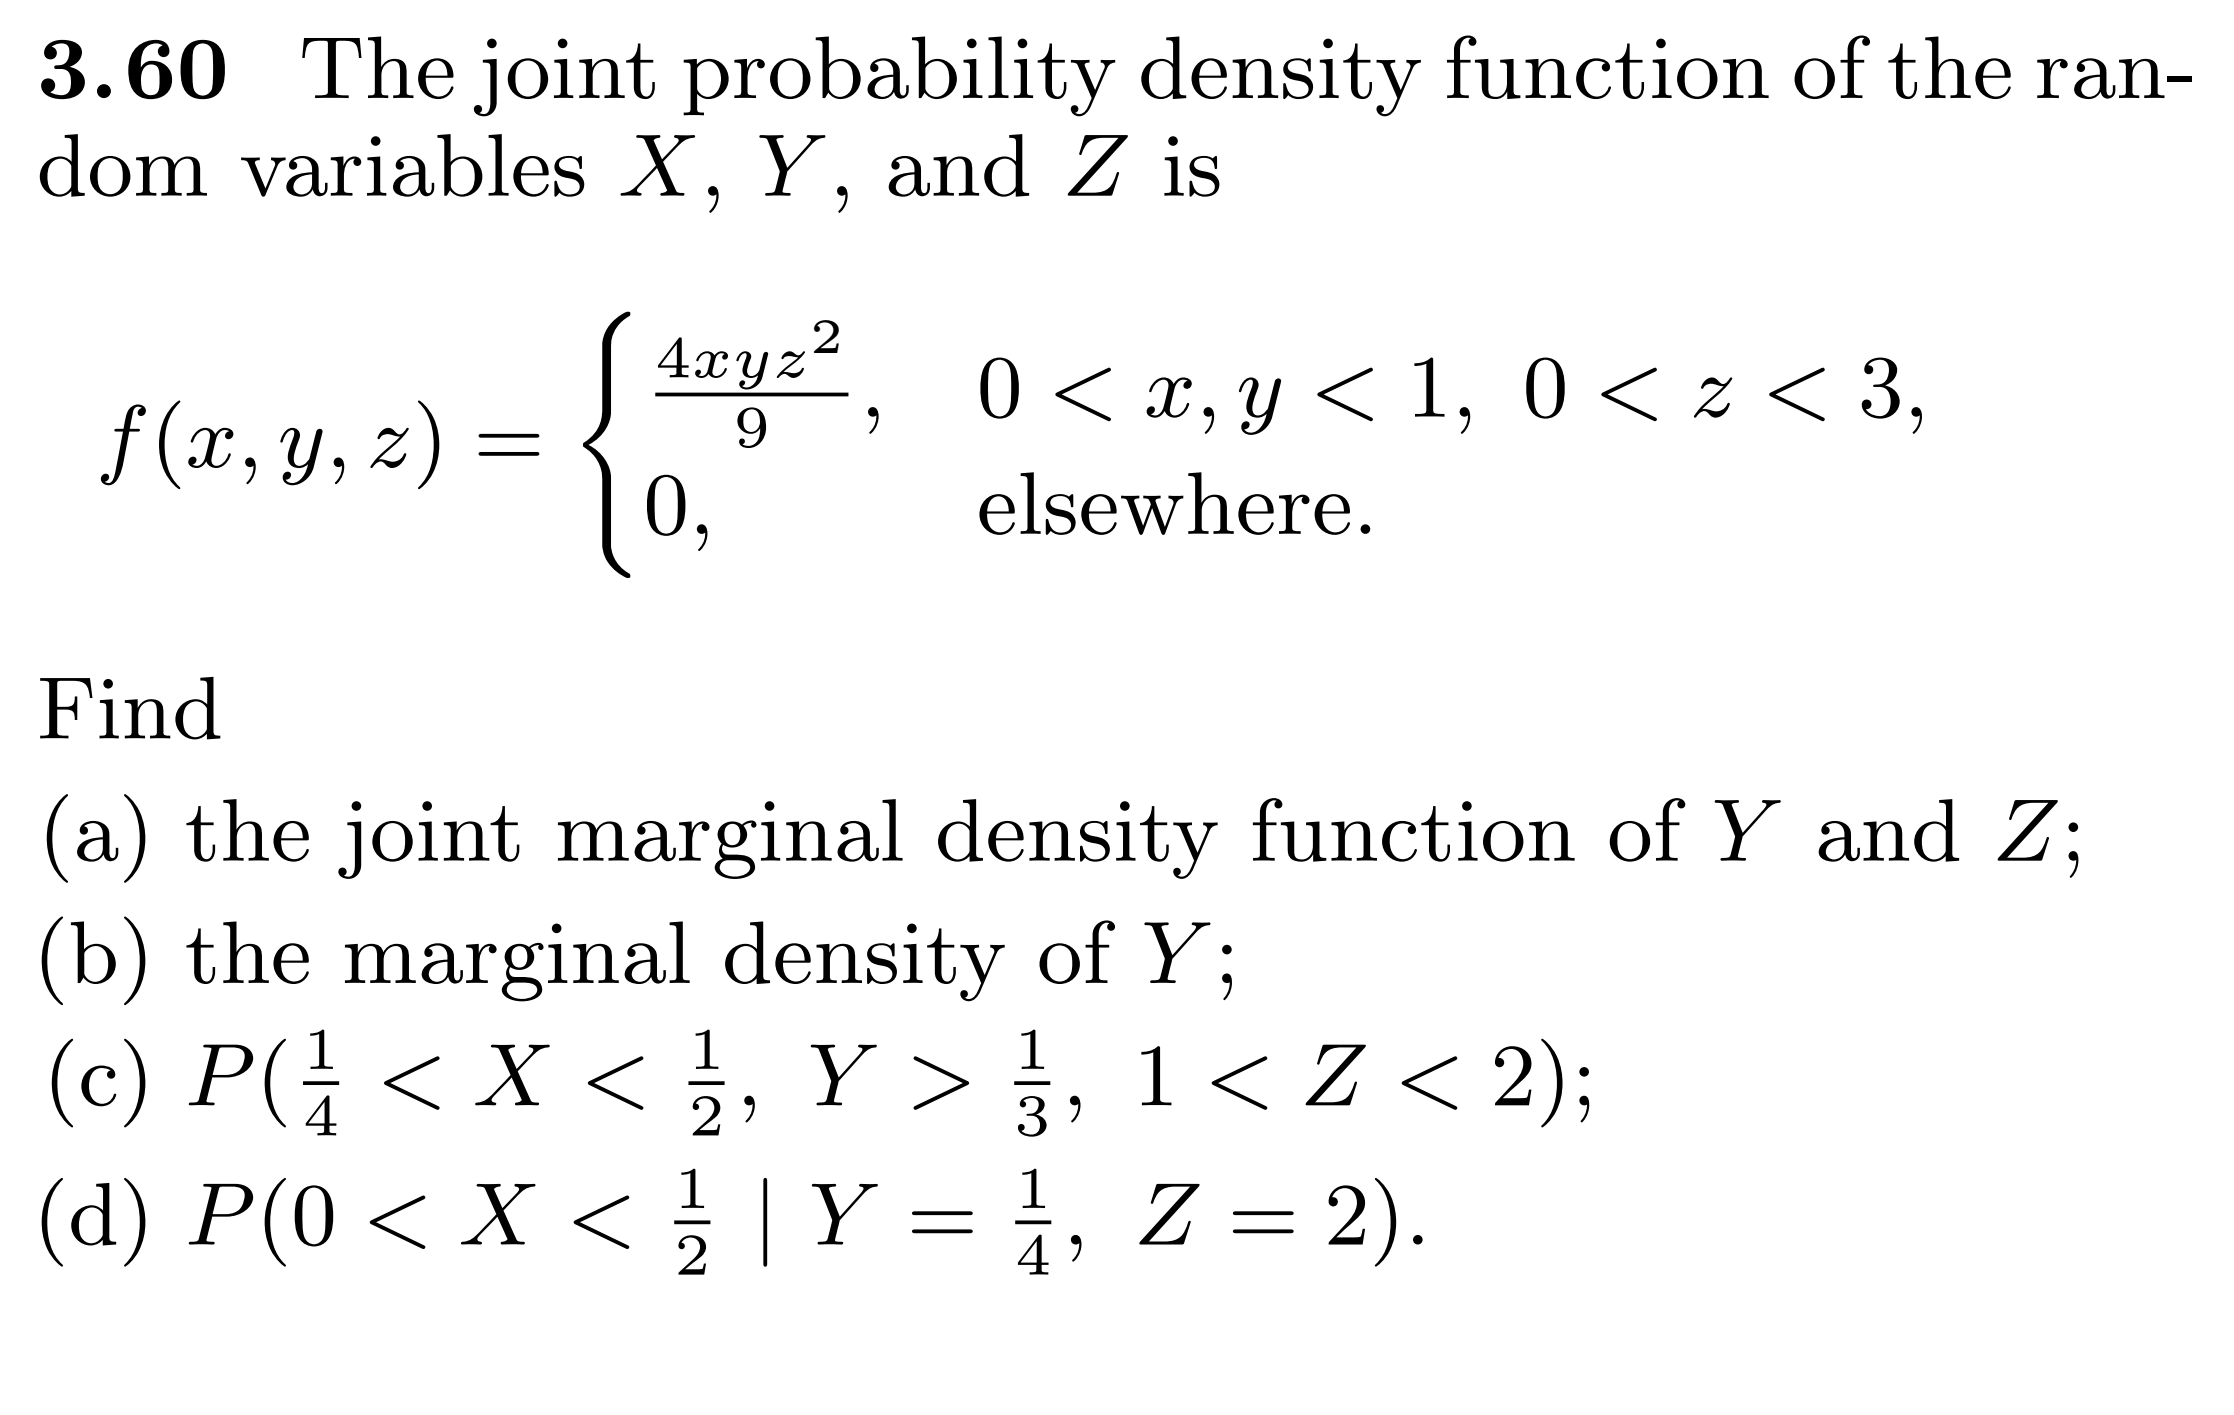 3.60 The joint probability density function of the ran-
dom variables X, Y, and Z is
f(x, y, z) = { 4xyz²/9, 0 < x, y < 1, 0 < z < 3,
0, elsewhere.
Find
(a) the joint marginal density function of Y and Z;
(b) the marginal density of Y;
(c) P(1/4 < X < 1/2, Y > 1/3, 1 < Z < 2);
(d) P(0 < X < 1/2 | Y = 1/4, Z = 2).